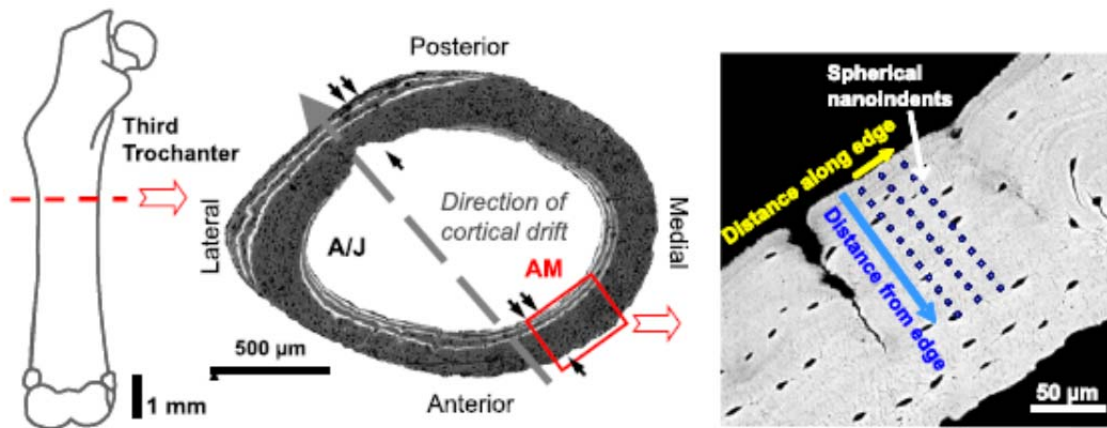 Third
Trochanter
1 mm
Posterior
Lateral
A/J
Direction of
cortical drift
AM
Medial
500 µm
Anterior
Spherical
nanoindents
Distance along edge
Distance from edge
50 µm